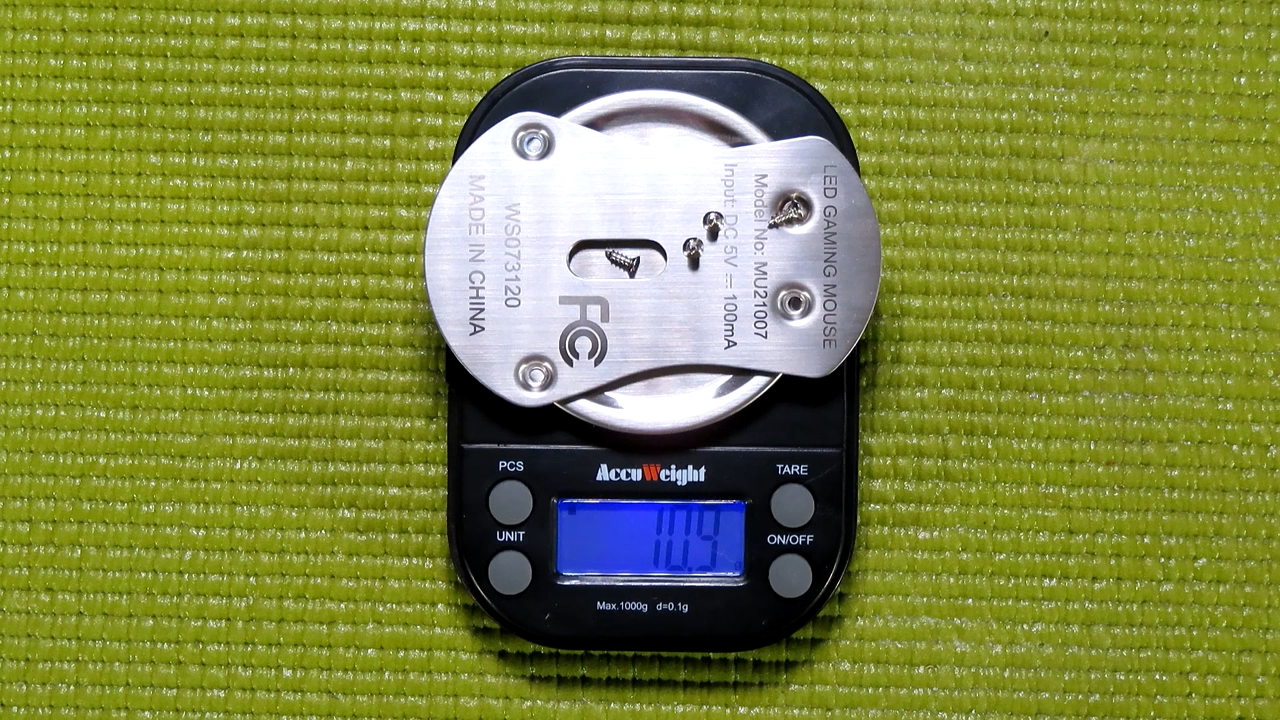 LED GAMING MOUSE
Model No: MU21007
Input: DC 5V ⎓ 100mA
FC
WS073120
MADE IN CHINA
PCS
AccuWeight
TARE
10.9
UNIT
ON/OFF
Max.1000g d=0.1g